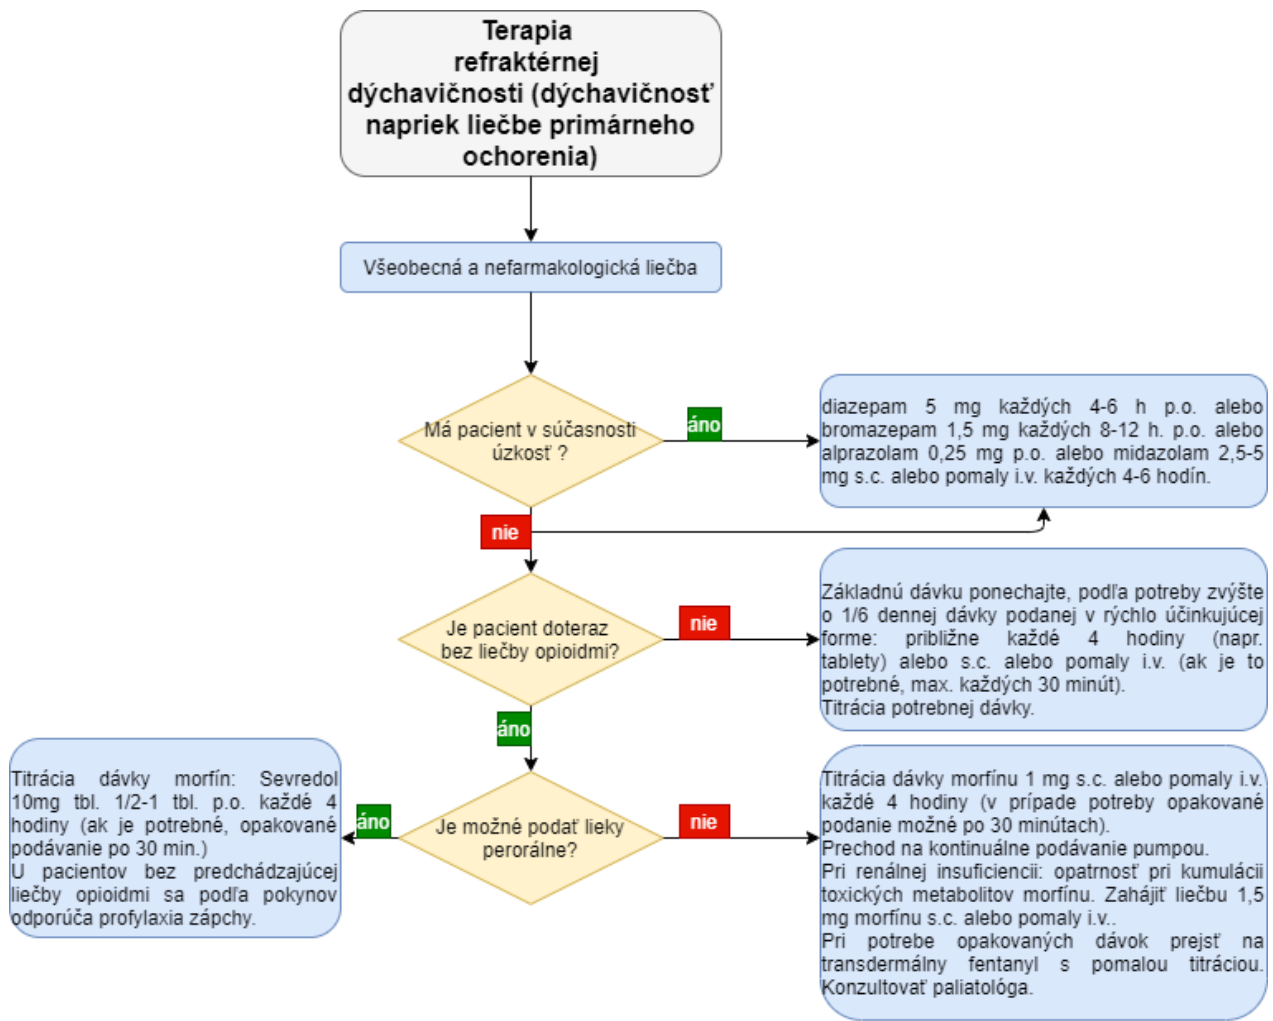 Terapia
refraktérnej
dýchavičnosti (dýchavičnosť
napriek liečbe primárneho
ochorenia)
Všeobecná a nefarmakologická liečba
Má pacient v súčasnosti
úzkosť ?
áno
diazepam 5 mg každých 4-6 h p.o. alebo
bromazepam 1,5 mg každých 8-12 h. p.o. alebo
alprazolam 0,25 mg p.o. alebo midazolam 2,5-5
mg s.c. alebo pomaly i.v. každých 4-6 hodín.
nie
Je pacient doteraz
bez liečby opioidmi?
nie
Základnú dávku ponechajte, podľa potreby zvýšte
o 1/6 dennej dávky podanej v rýchlo účinkujúcej
forme: približne každé 4 hodiny (napr.
tablety) alebo s.c. alebo pomaly i.v. (ak je to
potrebné, max. každých 30 minút).
Titrácia potrebnej dávky.
áno
Je možné podať lieky
perorálne?
áno
Titrácia dávky morfín: Sevredol
10mg tbl. 1/2-1 tbl. p.o. každé 4
hodiny (ak je potrebné, opakované
podávanie po 30 min.)
U pacientov bez predchádzajúcej
liečby opioidmi sa podľa pokynov
odporúča profylaxia zápchy.
nie
Titrácia dávky morfínu 1 mg s.c. alebo pomaly i.v.
každé 4 hodiny (v prípade potreby opakované
podanie možné po 30 minútach).
Prechod na kontinuálne podávanie pumpou.
Pri renálnej insuficiencii: opatrnosť pri kumulácii
toxických metabolitov morfínu. Zahájiť liečbu 1,5
mg morfínu s.c. alebo pomaly i.v..
Pri potrebe opakovaných dávok prejsť na
transdermálny fentanyl s pomalou titráciou.
Konzultovať paliatológa.